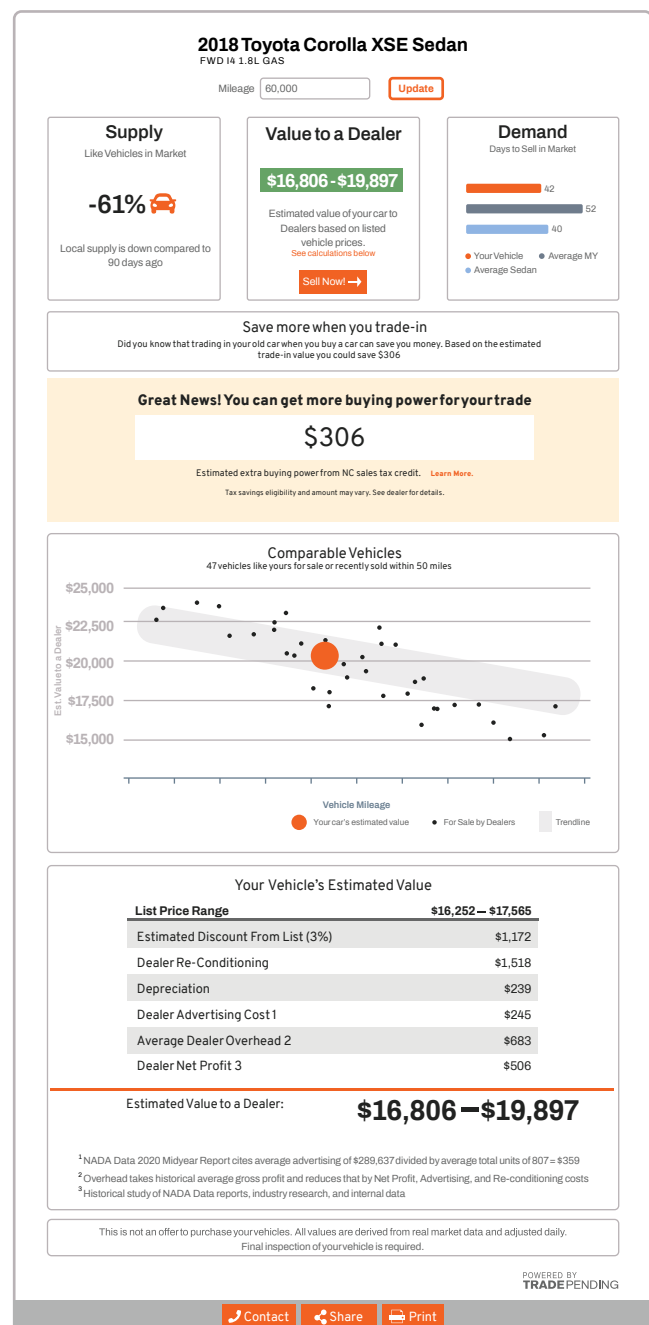 2018 Toyota Corolla XSE Sedan
FWD I4 1.8L GAS
Mileage 60,000 Update
Supply
Like Vehicles in Market
-61%
Local supply is down compared to
90 days ago
Value to a Dealer
$16,806 - $19,897
Estimated value of your car to
Dealers based on listed
vehicle prices.
See calculations below
Sell Now!
Demand
Days to Sell in Market
42
52
40
Your Vehicle Average MY
Average Sedan
Save more when you trade-in
Did you know that trading in your old car when you buy a car can save you money. Based on the estimated
trade-in value you could save $306
Great News! You can get more buying power for your trade
$306
Estimated extra buying power from NC sales tax credit. Learn More.
Tax savings eligibility and amount may vary. See dealer for details.
Comparable Vehicles
47 vehicles like yours for sale or recently sold within 50 miles
Est. Value to a Dealer
$25,000
$22,500
$20,000
$17,500
$15,000
Vehicle Mileage
Your car's estimated value For Sale by Dealers Trendline
Your Vehicle's Estimated Value
List Price Range $16,252 — $17,565
Estimated Discount From List (3%) $1,172
Dealer Re-Conditioning $1,518
Depreciation $239
Dealer Advertising Cost 1 $245
Average Dealer Overhead 2 $683
Dealer Net Profit 3 $506
Estimated Value to a Dealer: $16,806 — $19,897
1 NADA Data 2020 Midyear Report cites average advertising of $289,637 divided by average total units of 807 = $359
2 Overhead takes historical average gross profit and reduces that by Net Profit, Advertising, and Re-conditioning costs
3 Historical study of NADA Data reports, industry research, and internal data
This is not an offer to purchase your vehicles. All values are derived from real market data and adjusted daily.
Final inspection of your vehicle is required.
POWERED BY
TRADEPENDING
Contact Share Print